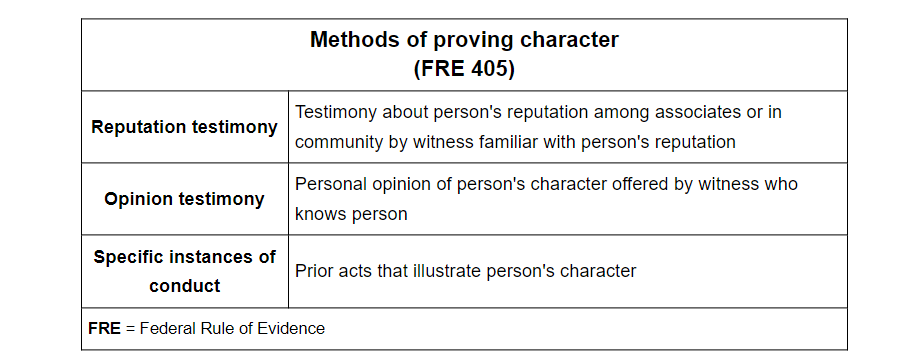 Methods of proving character
(FRE 405)
Reputation testimony
Testimony about person's reputation among associates or in
community by witness familiar with person's reputation
Opinion testimony
Personal opinion of person's character offered by witness who
knows person
Specific instances of
conduct
Prior acts that illustrate person's character
FRE = Federal Rule of Evidence